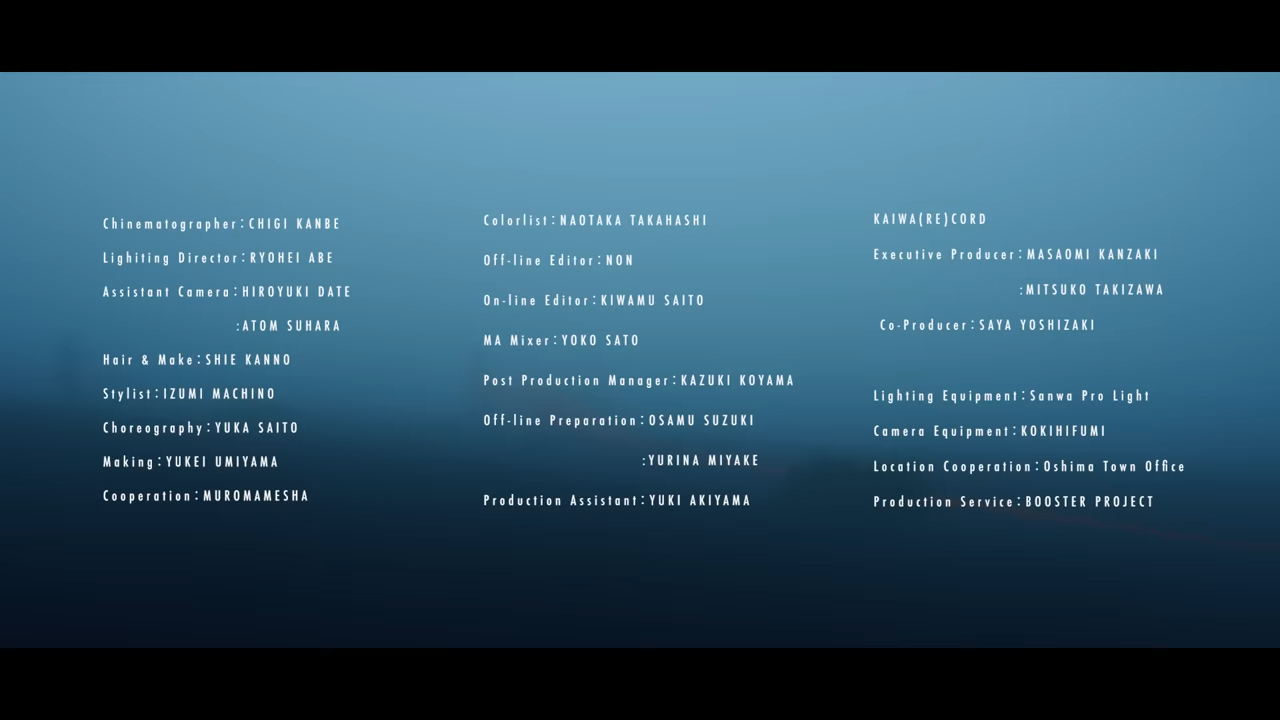 Chinematographer:CHIGI KANBE
Lighiting Director:RYOHEI ABE
Assistant Camera:HIROYUKI DATE
:ATOM SUHARA
Hair & Make:SHIE KANNO
Stylist:IZUMI MACHINO
Choreography:YUKA SAITO
Making:YUKEI UMIYAMA
Cooperation:MUROMAMESHA
Colorlist:NAOTAKA TAKAHASHI
Off-line Editor:NON
On-line Editor:KIWAMU SAITO
MA Mixer:YOKO SATO
Post Production Manager:KAZUKI KOYAMA
Off-line Preparation:OSAMU SUZUKI
:YURINA MIYAKE
Production Assistant:YUKI AKIYAMA
KAIWA(RE)CORD
Executive Producer:MASAOMI KANZAKI
:MITSUKO TAKIZAWA
Co-Producer:SAYA YOSHIZAKI
Lighting Equipment:Sanwa Pro Light
Camera Equipment:KOKIHIFUMI
Location Cooperation:Oshima Town Office
Production Service:BOOSTER PROJECT